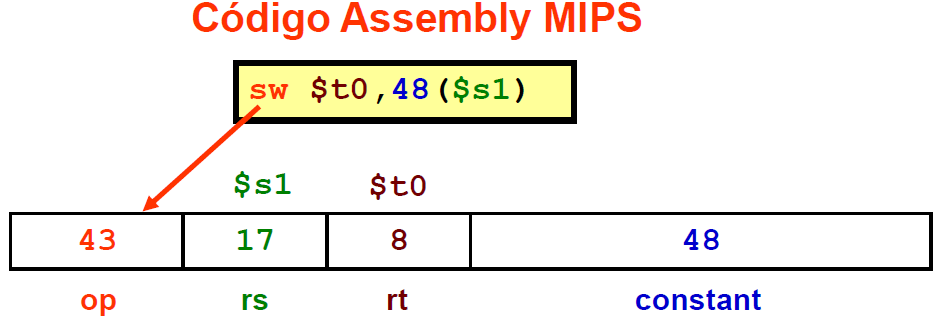 Código Assembly MIPS
sw $t0,48($s1)
$s1 $t0
43 17 8 48
op rs rt constant